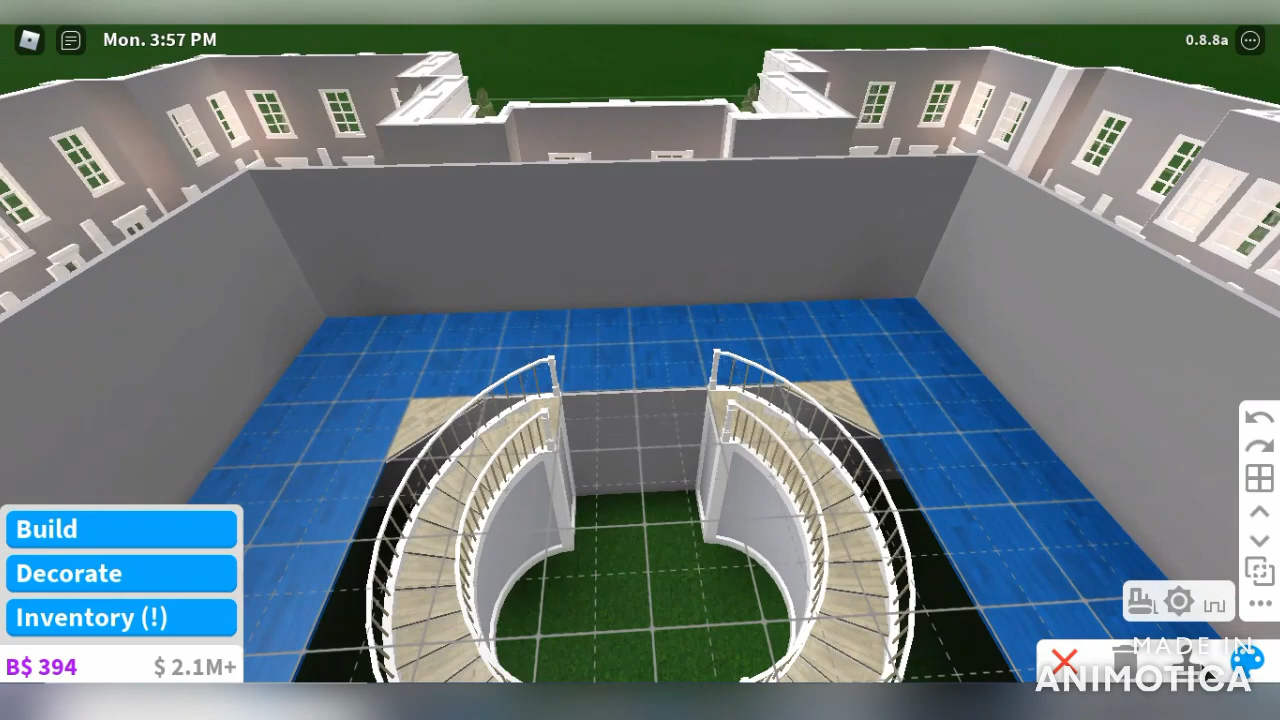 Mon. 3:57 PM
0.8.8a
Build
Decorate
Inventory (!)
B$ 394
$ 2.1M+
MADE IN
ANIMOTICA